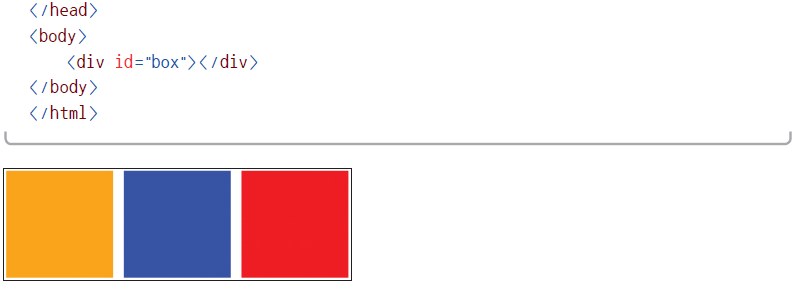 </head>
<body>
<div id="box"></div>
</body>
</html>